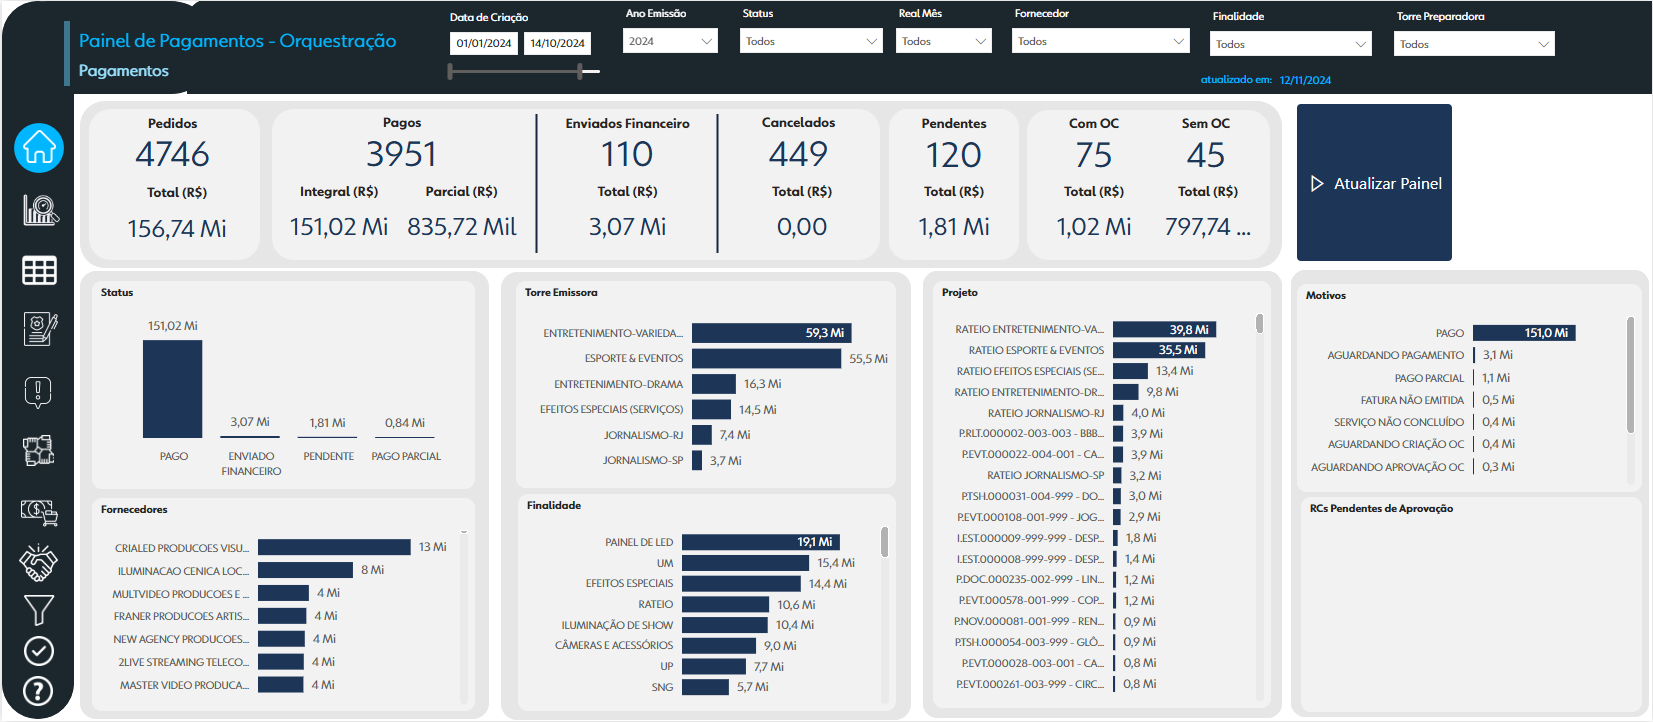 Painel de Pagamentos - Orquestração
Pagamentos
Data de Criação
01/01/2024 14/10/2024
Ano Emissão
2024
Status
Todos
Real Mês
Todos
Fornecedor
Todos
Finalidade
Todos
Torre Preparadora
Todos
atualizado em: 12/11/2024
Pedidos
4746
Total (R$)
156,74 Mi
Pagos
3951
Integral (R$)
151,02 Mi
Parcial (R$)
835,72 Mil
Enviados Financeiro
110
Total (R$)
3,07 Mi
Cancelados
449
Total (R$)
0,00
Pendentes
120
Total (R$)
1,81 Mi
Com OC
75
Total (R$)
1,02 Mi
Sem OC
45
Total (R$)
797,74 ...
Atualizar Painel
Status
151,02 Mi
3,07 Mi
1,81 Mi
0,84 Mi
PAGO
ENVIADO
FINANCEIRO
PENDENTE
PAGO PARCIAL
Fornecedores
CRIALED PRODUCOES VISU... 13 Mi
ILUMINACAO CENICA LOC... 8 Mi
MULTVIDEO PRODUCOES E ... 4 Mi
FRANER PRODUCOES ARTIS... 4 Mi
NEW AGENCY PRODUCOES... 4 Mi
2LIVE STREAMING TELECO... 4 Mi
MASTER VIDEO PRODUCA... 4 Mi
Torre Emissora
ENTRETENIMENTO-VARIEDA... 59,3 Mi
ESPORTE & EVENTOS 55,5 Mi
ENTRETENIMENTO-DRAMA 16,3 Mi
EFEITOS ESPECIAIS (SERVIÇOS) 14,5 Mi
JORNALISMO-RJ 7,4 Mi
JORNALISMO-SP 3,7 Mi
Finalidade
PAINEL DE LED 19,1 Mi
UM 15,4 Mi
EFEITOS ESPECIAIS 14,4 Mi
RATEIO 10,6 Mi
ILUMINAÇÃO DE SHOW 10,4 Mi
CÂMERAS E ACESSÓRIOS 9,0 Mi
UP 7,7 Mi
SNG 5,7 Mi
Projeto
RATEIO ENTRETENIMENTO-VA... 39,8 Mi
RATEIO ESPORTE & EVENTOS 35,5 Mi
RATEIO EFEITOS ESPECIAIS (SE... 13,4 Mi
RATEIO ENTRETENIMENTO-DR... 9,8 Mi
RATEIO JORNALISMO-RJ 4,0 Mi
P.RLT.000002-003-003 - BBB... 3,9 Mi
P.EVT.000022-004-001 - CA... 3,9 Mi
RATEIO JORNALISMO-SP 3,2 Mi
P.TSH.000031-004-999 - DO... 3,0 Mi
P.EVT.000108-001-999 - JOG... 2,9 Mi
I.EST.000009-999-999 - DESP... 1,8 Mi
I.EST.000008-999-999 - DESP... 1,4 Mi
P.DOC.000235-002-999 - LIN... 1,2 Mi
P.EVT.000578-001-999 - COP... 1,2 Mi
P.NOV.000081-001-999 - REN... 0,9 Mi
P.TSH.000054-003-999 - GLÔ... 0,9 Mi
P.EVT.000028-003-001 - CA... 0,8 Mi
P.EVT.000261-003-999 - CIRC... 0,8 Mi
Motivos
PAGO 151,0 Mi
AGUARDANDO PAGAMENTO 3,1 Mi
PAGO PARCIAL 1,1 Mi
FATURA NÃO EMITIDA 0,5 Mi
SERVIÇO NÃO CONCLUÍDO 0,4 Mi
AGUARDANDO CRIAÇÃO OC 0,4 Mi
AGUARDANDO APROVAÇÃO OC 0,3 Mi
RCs Pendentes de Aprovação